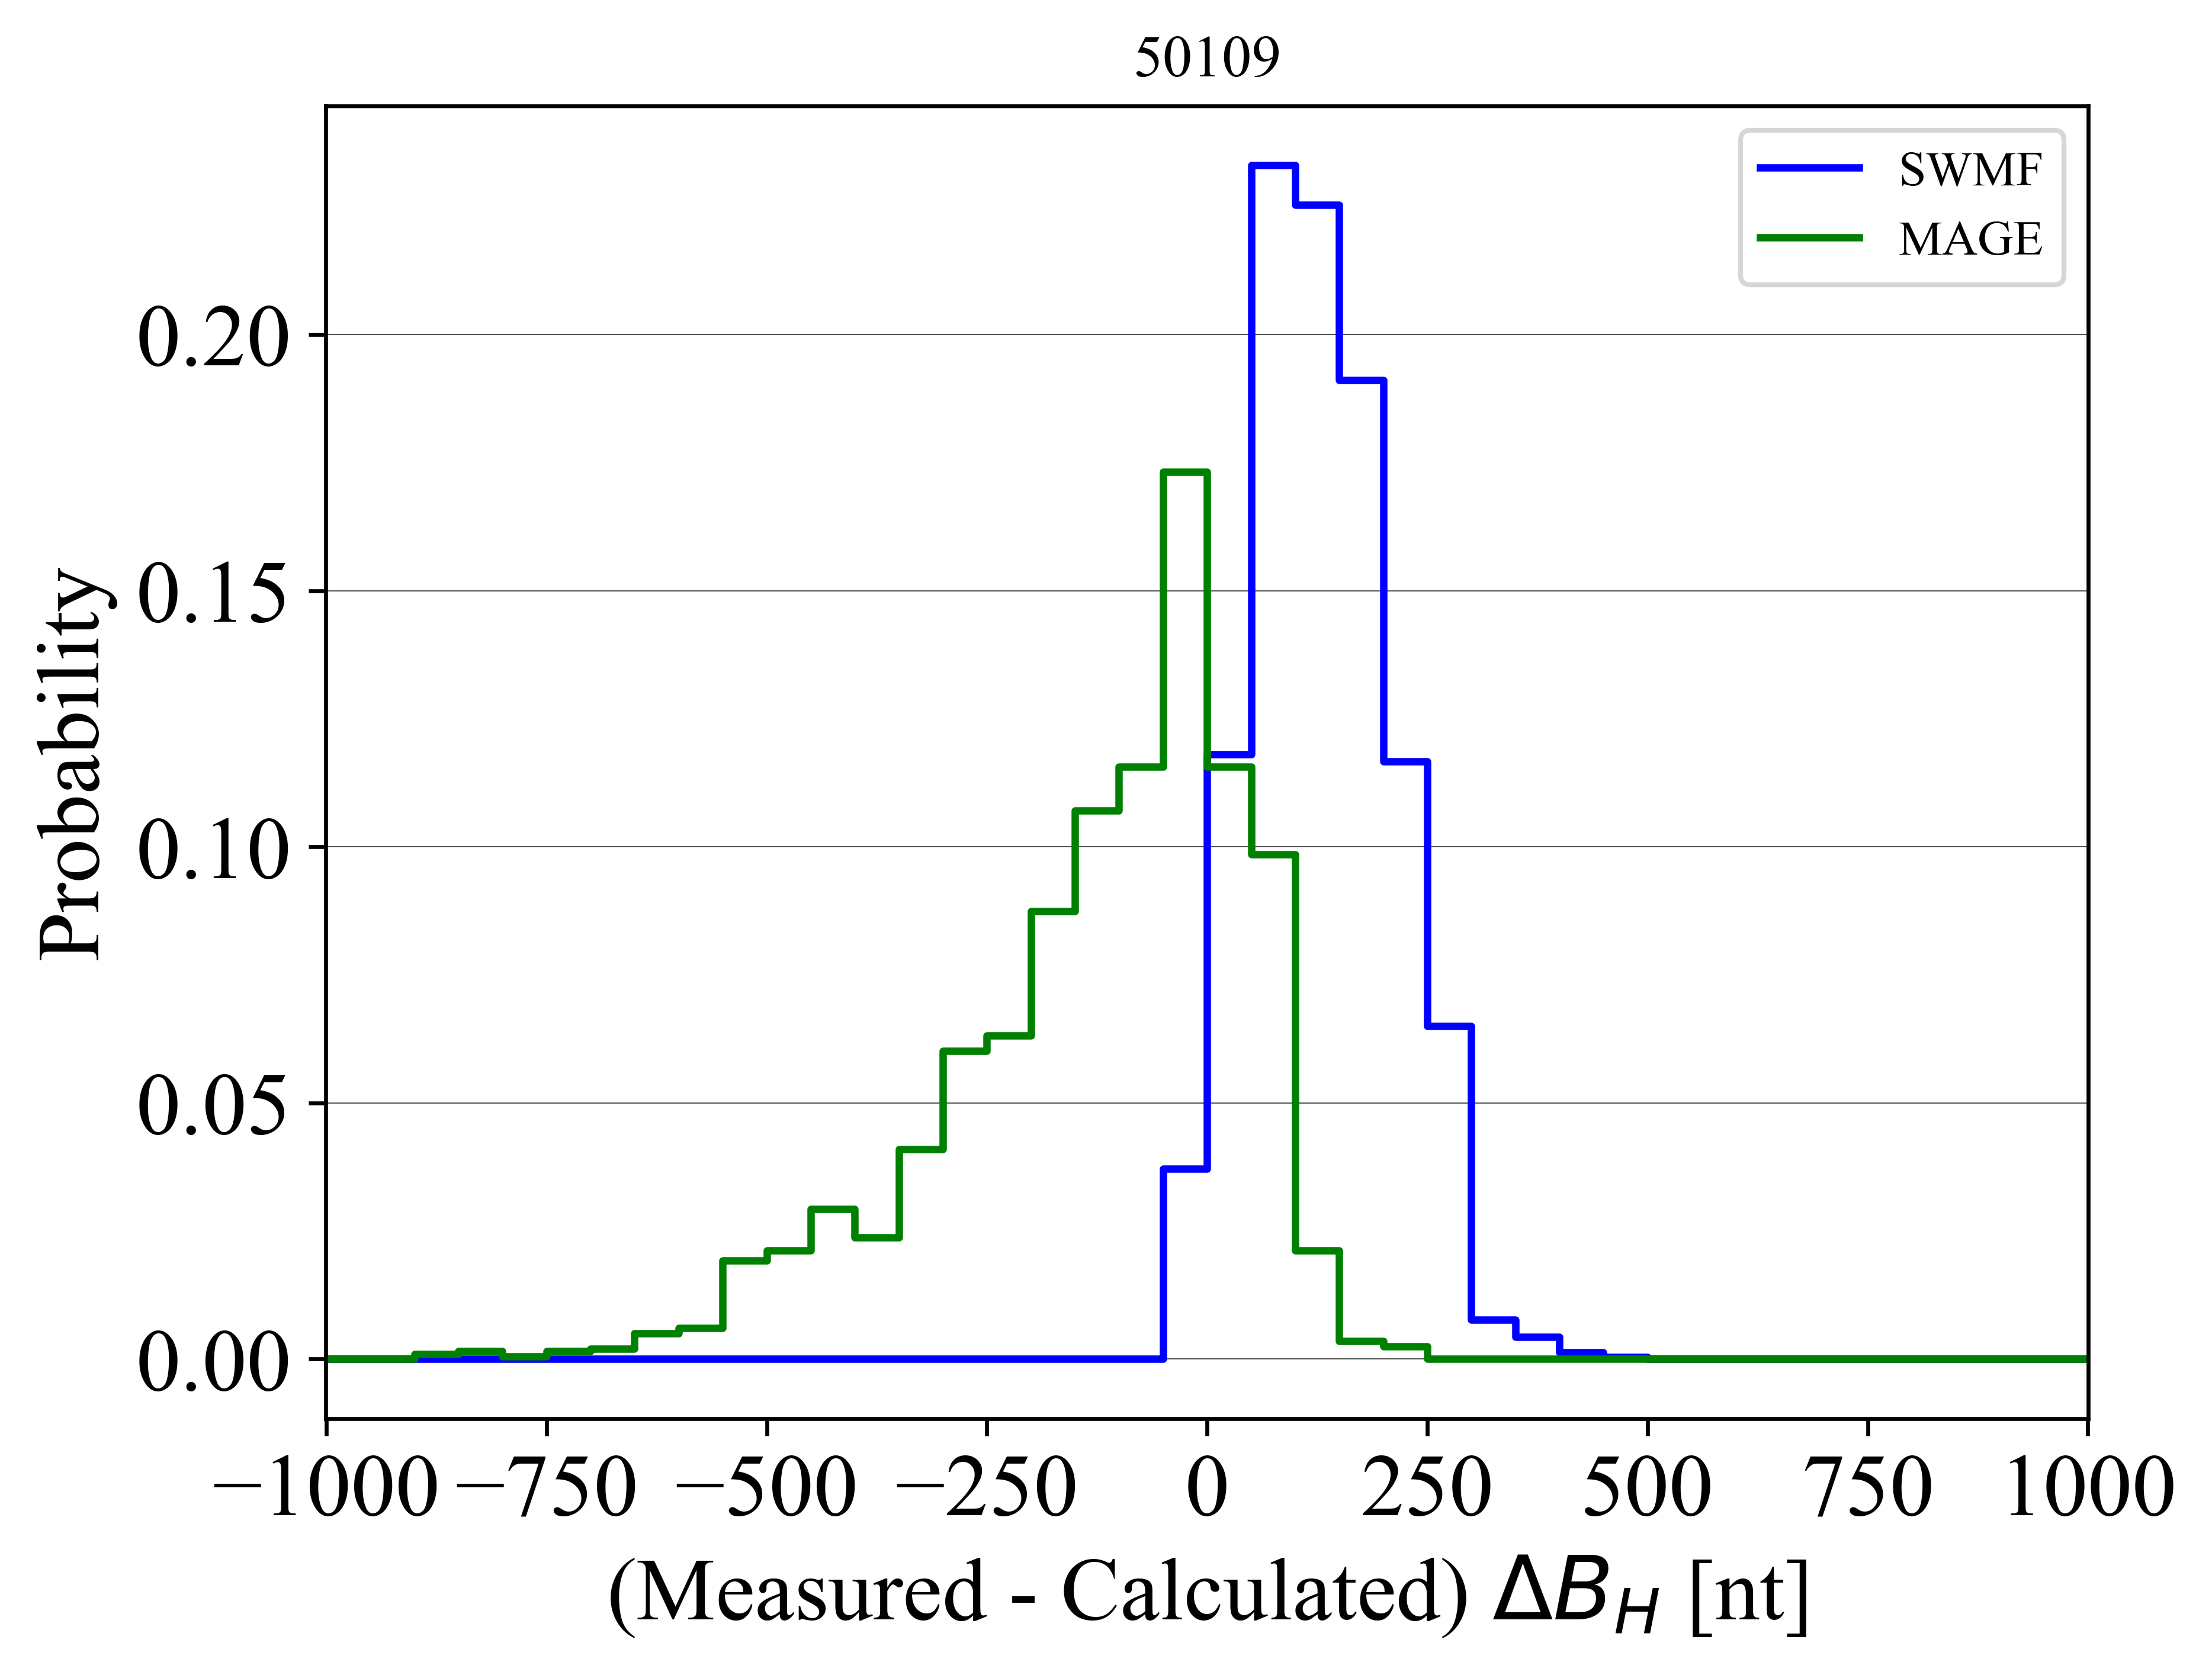 50109
SWMF
MAGE
Probability
0.20
0.15
0.10
0.05
0.00
−1000 −750 −500 −250 0 250 500 750 1000
(Measured - Calculated) ΔB_H [nt]